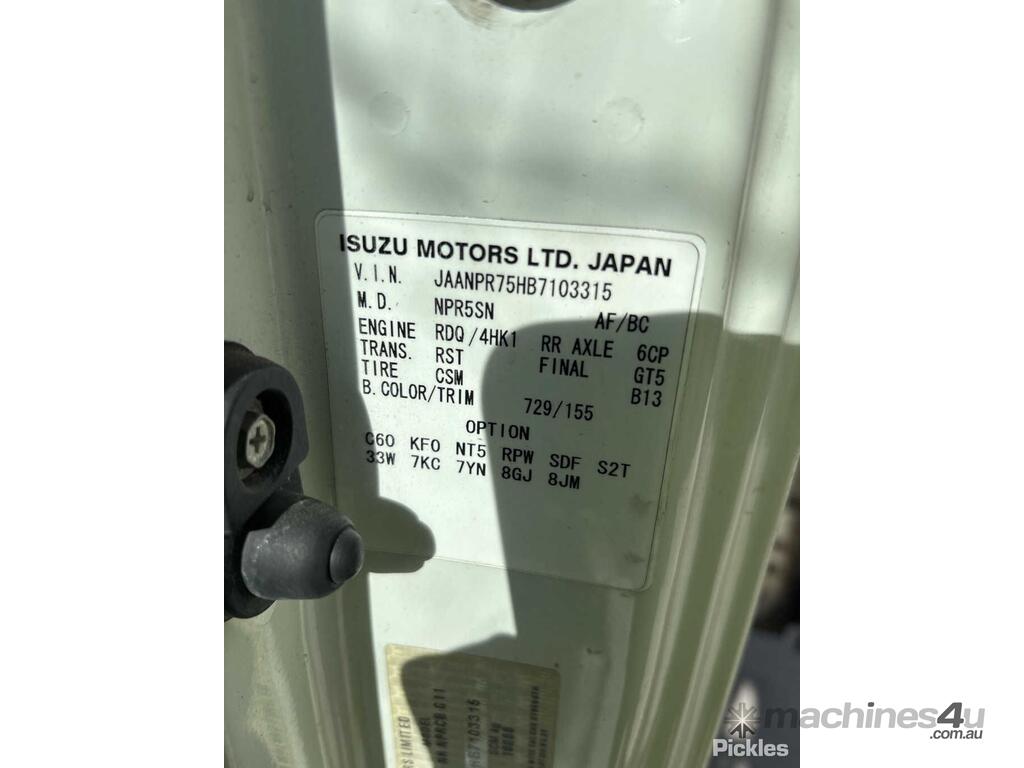 ISUZU MOTORS LTD. JAPAN
V.I.N. JAANPR75HB7103315
M.D. NPR5SN AF/BC
ENGINE RDQ/4HK1 RR AXLE 6CP
TRANS. RST FINAL GT5
TIRE CSM B13
B.COLOR/TRIM 729/155
OPTION
C60 KF0 NT5 RPW SDF S2T
33W 7KC 7YN 8GJ 8JM
LIMITED
B7103315
machines4u
.com.au
Pickles